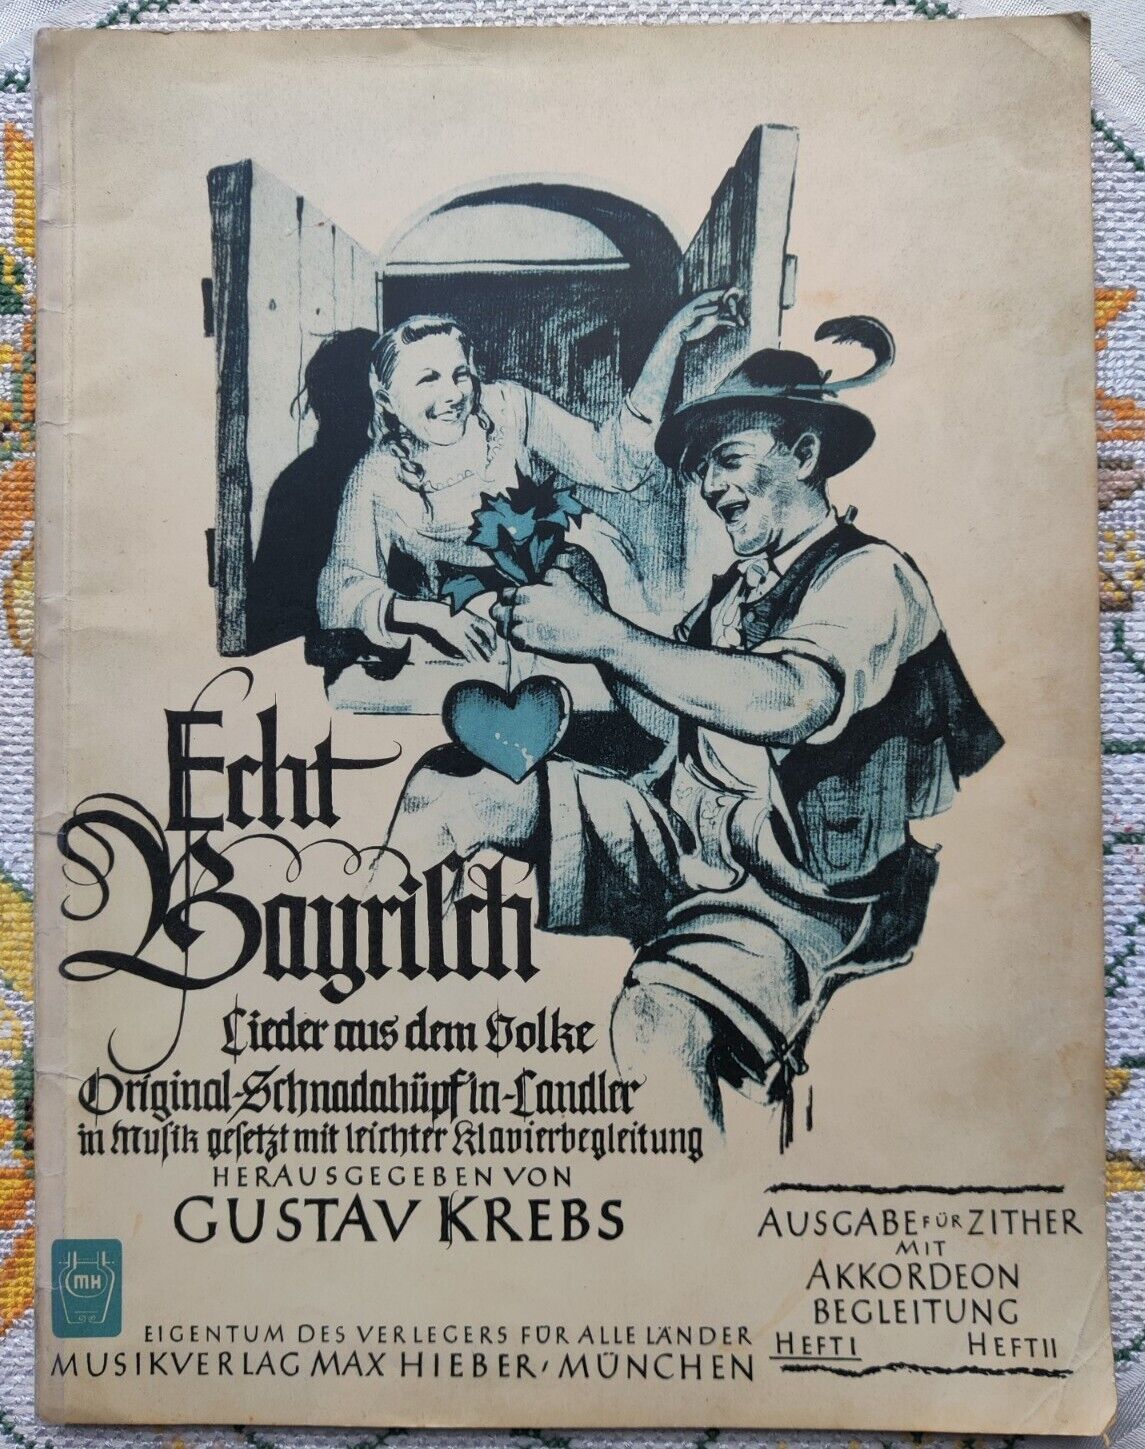 Echt
Bayrisch
Lieder aus dem Volke
Original-Schnadahüpf'ln-Landler
in Musik gesetzt mit leichter Klavierbegleitung
HERAUSGEGEBEN VON
GUSTAV KREBS
AUSGABE FÜR ZITHER
MIT
AKKORDEON
BEGLEITUNG
HEFT I HEFT II
MH
EIGENTUM DES VERLEGERS FÜR ALLE LÄNDER
MUSIKVERLAG MAX HIEBER, MÜNCHEN